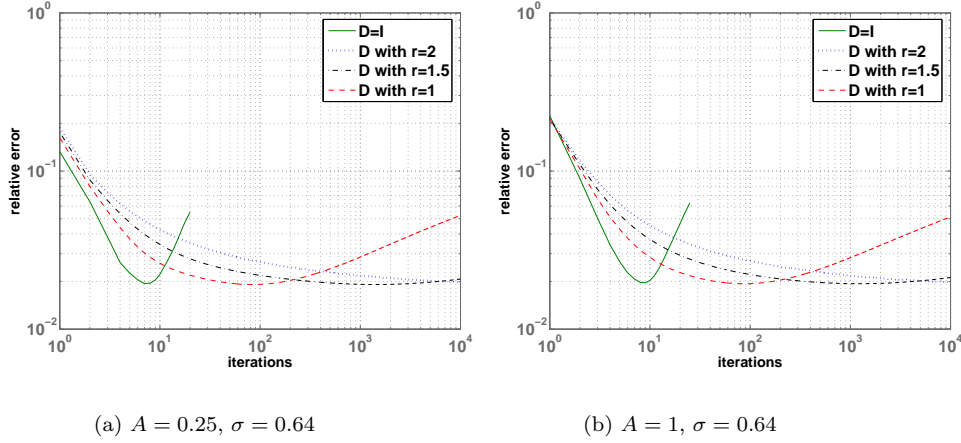 10^0
10^-1
10^-2
relative error
10^0
10^1
10^2
10^3
10^4
iterations
D=I
D with r=2
D with r=1.5
D with r=1
(a) A = 0.25, σ = 0.64
10^0
10^-1
10^-2
relative error
10^0
10^1
10^2
10^3
10^4
iterations
D=I
D with r=2
D with r=1.5
D with r=1
(b) A = 1, σ = 0.64